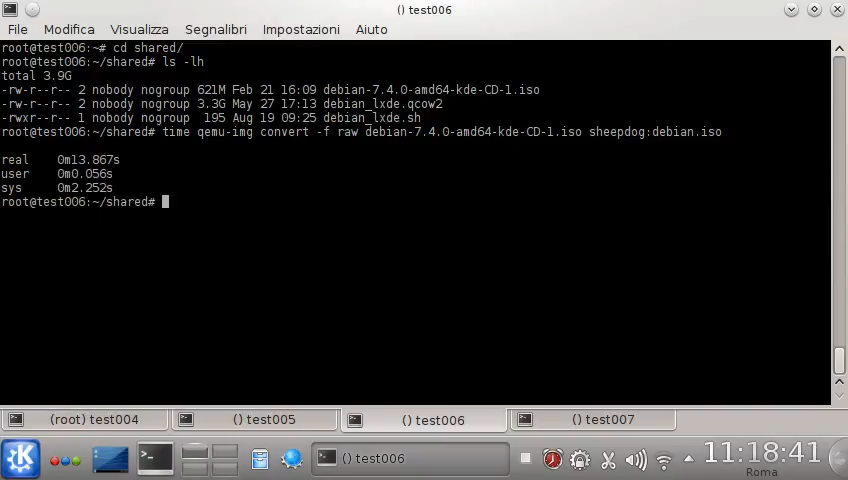 () test006
File Modifica Visualizza Segnalibri Impostazioni Aiuto
root@test006:~# cd shared/
root@test006:~/shared# ls -lh
total 3.9G
-rw-r--r-- 2 nobody nogroup 621M Feb 21 16:09 debian-7.4.0-amd64-kde-CD-1.iso
-rw-r--r-- 2 nobody nogroup 3.3G May 27 17:13 debian_lxde.qcow2
-rwxr--r-- 1 nobody nogroup  195 Aug 19 09:25 debian_lxde.sh
root@test006:~/shared# time qemu-img convert -f raw debian-7.4.0-amd64-kde-CD-1.iso sheepdog:debian.iso
real    0m13.867s
user    0m0.056s
sys     0m2.252s
root@test006:~/shared#
(root) test004 () test005 () test006 () test007
() test006 11:18:41
Roma